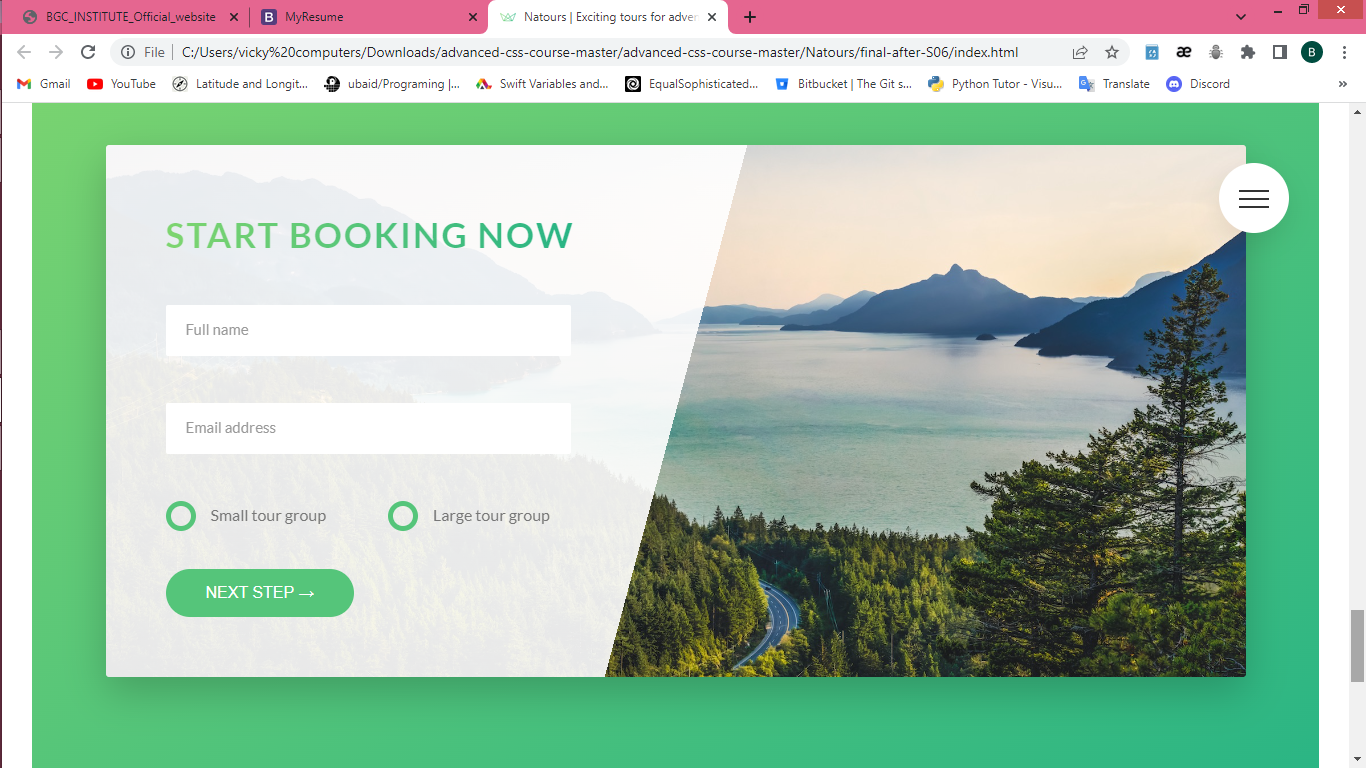 BGC_INSTITUTE_Official_website
MyResume
Natours | Exciting tours for adver
File
C:/Users/vicky%20computers/Downloads/advanced-css-course-master/advanced-css-course-master/Natours/final-after-S06/index.html
æ
B
Gmail
YouTube
Latitude and Longit...
ubaid/Programing |...
Swift Variables and...
EqualSophisticated...
Bitbucket | The Git s...
Python Tutor - Visu...
Translate
Discord
»
START BOOKING NOW
Full name
Email address
Small tour group
Large tour group
NEXT STEP →